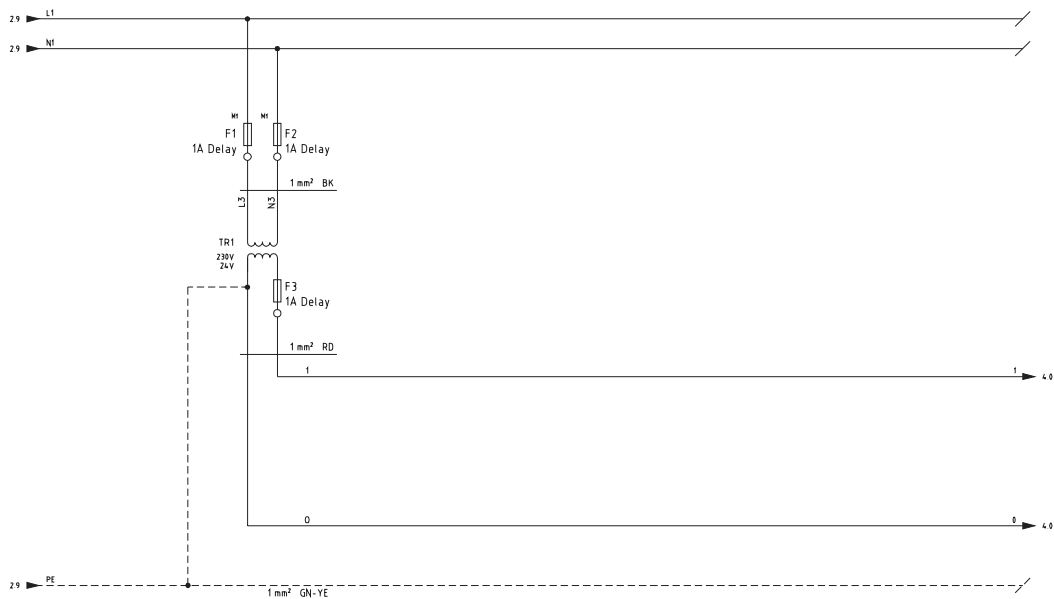 2.9 L1
2.9 N1
M1 M1
F1 F2
1A Delay 1A Delay
1 mm² BK
L3 N3
TR1
230V
24V
F3
1A Delay
1 mm² RD
1 1 4.0
0 0 4.0
2.9 PE
1 mm² GN-YE